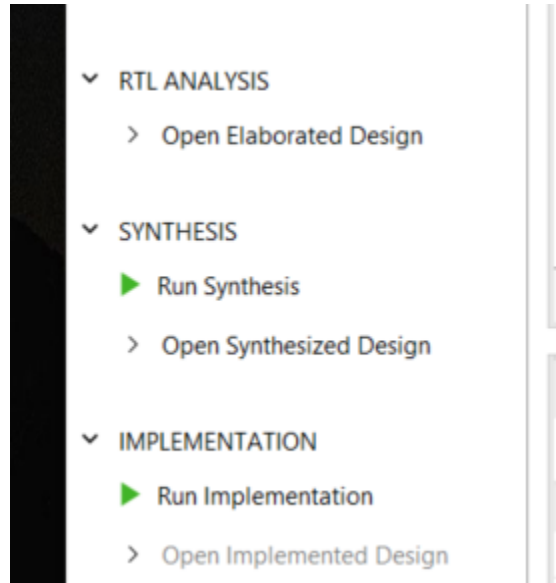 RTL ANALYSIS
Open Elaborated Design
SYNTHESIS
Run Synthesis
Open Synthesized Design
IMPLEMENTATION
Run Implementation
Open Implemented Design